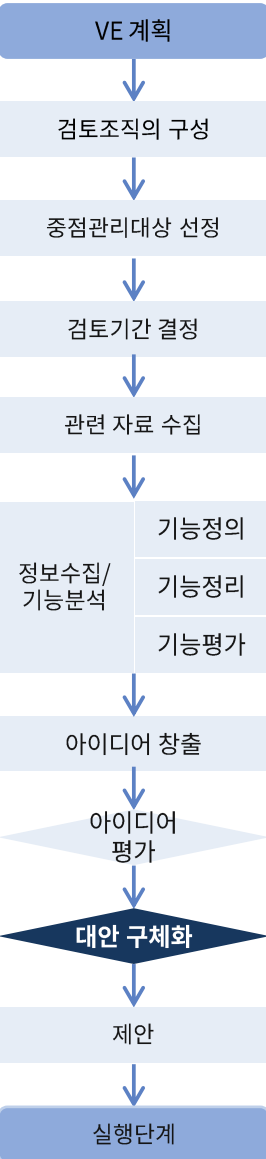 VE 계획
검토조직의 구성
중점관리대상 선정
검토기간 결정
관련 자료 수집
정보수집/
기능분석
기능정의
기능정리
기능평가
아이디어 창출
아이디어
평가
대안 구체화
제안
실행단계